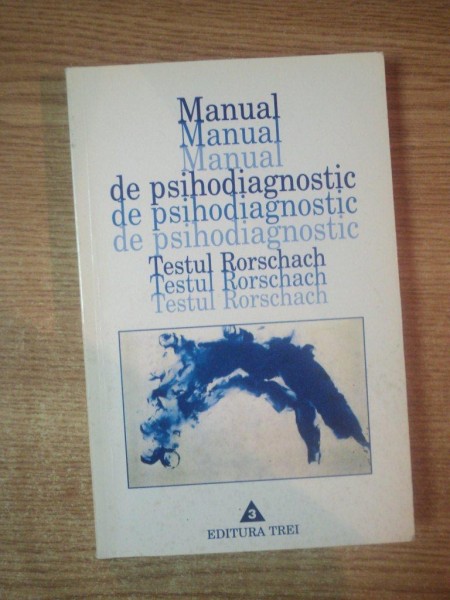 Manual
Manual
Manual
de psihodiagnostic
de psihodiagnostic
de psihodiagnostic
Testul Rorschach
Testul Rorschach
Testul Rorschach
3
EDITURA TREI